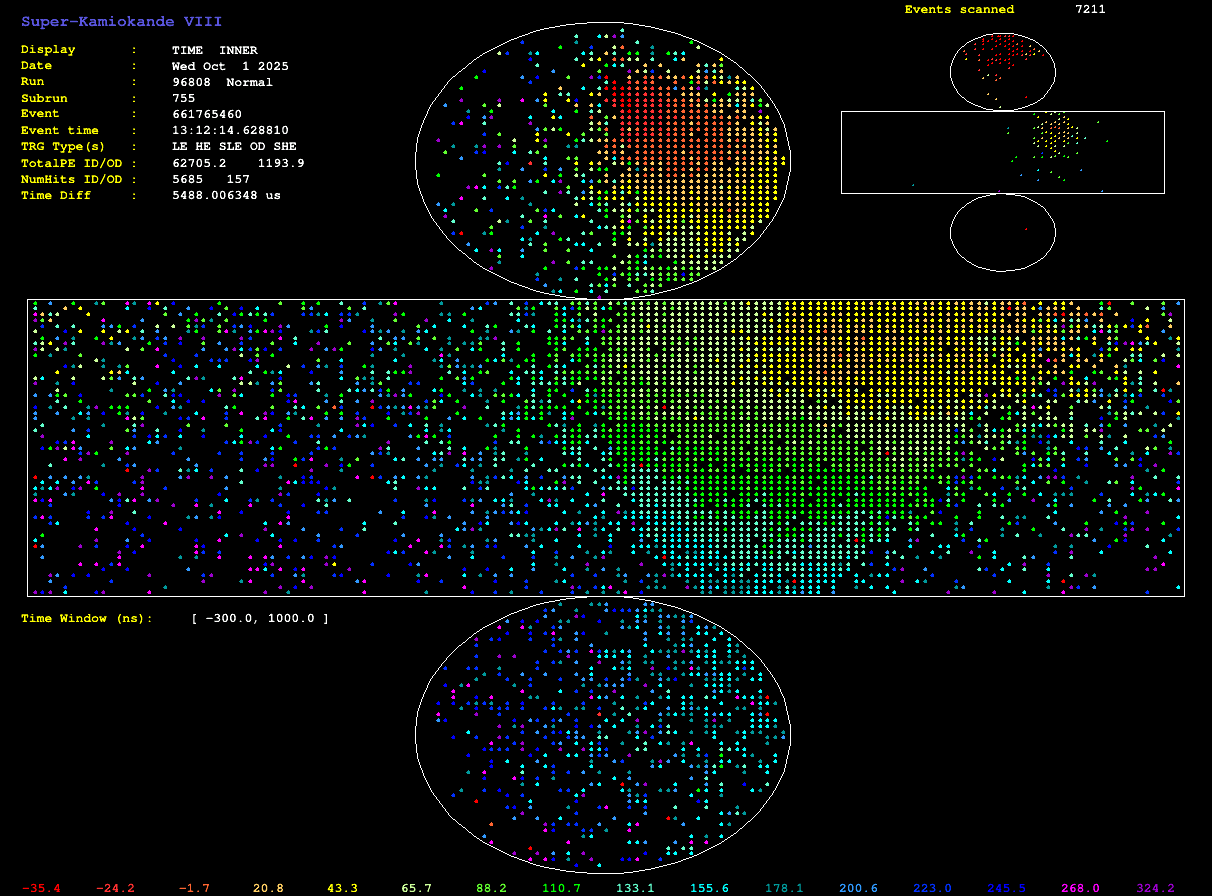 Super-Kamiokande VIII
Display : TIME INNER
Date : Wed Oct 1 2025
Run : 96808 Normal
Subrun : 755
Event : 661765460
Event time : 13:12:14.628810
TRG Type(s) : LE HE SLE OD SHE
TotalPE ID/OD : 62705.2 1193.9
NumHits ID/OD : 5685 157
Time Diff : 5488.006348 us
Events scanned 7211
Time Window (ns): [ -300.0, 1000.0 ]
-35.4 -24.2 -1.7 20.8 43.3 65.7 88.2 110.7 133.1 155.6 178.1 200.6 223.0 245.5 268.0 324.2